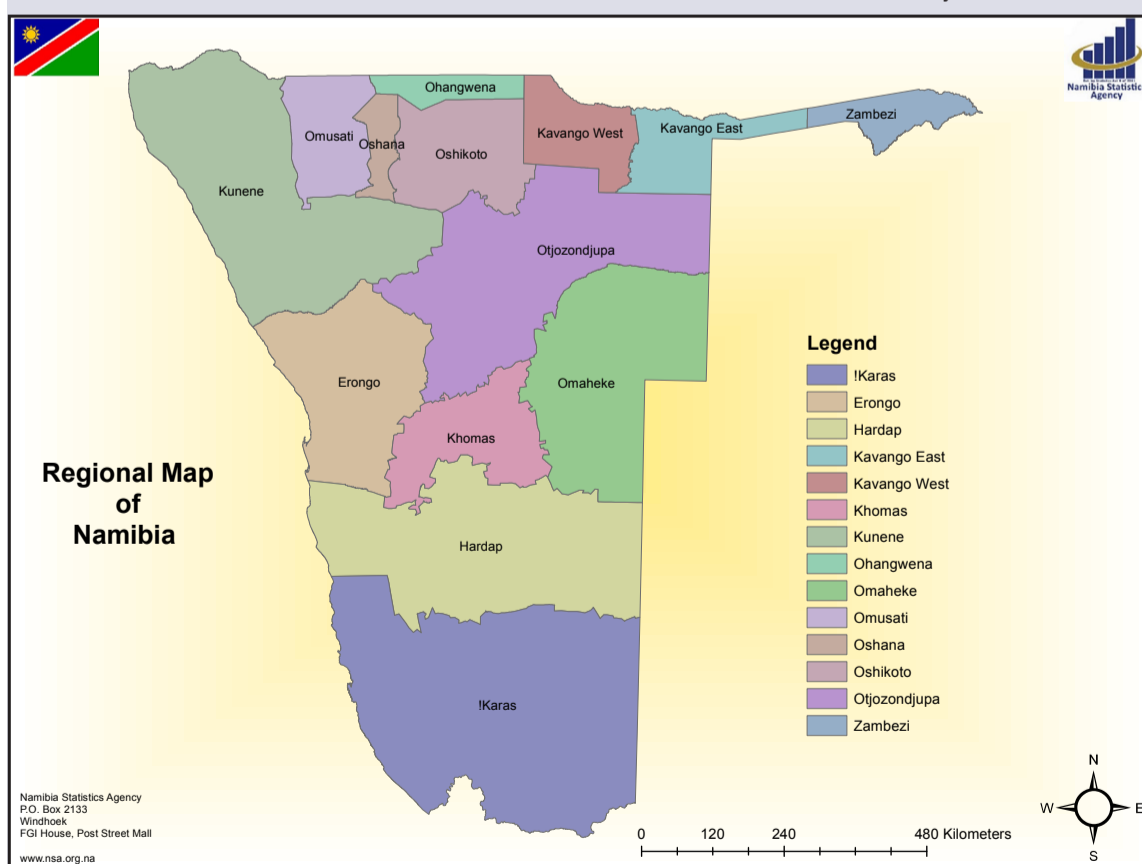 Namibia Statistics
Agency
Ohangwena
Omusati
Oshana
Oshikoto
Kavango West
Kavango East
Zambezi
Kunene
Otjozondjupa
Erongo
Omaheke
Khomas
Hardap
!Karas
Regional Map
of
Namibia
Legend
!Karas
Erongo
Hardap
Kavango East
Kavango West
Khomas
Kunene
Ohangwena
Omaheke
Omusati
Oshana
Oshikoto
Otjozondjupa
Zambezi
Namibia Statistics Agency
P.O. Box 2133
Windhoek
FGI House, Post Street Mall
www.nsa.org.na
0 120 240 480 Kilometers
N
W E
S